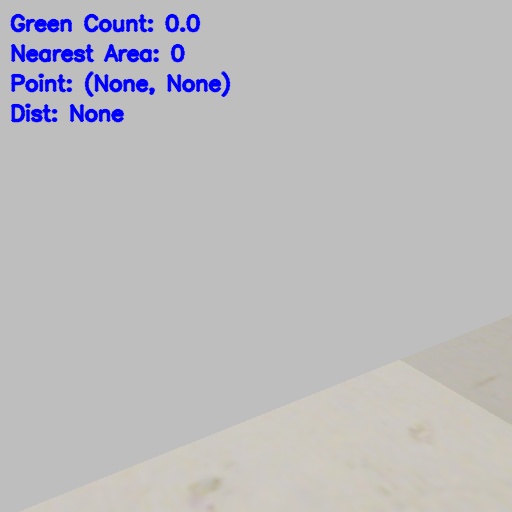 Green Count: 0.0
Nearest Area: 0
Point: (None, None)
Dist: None